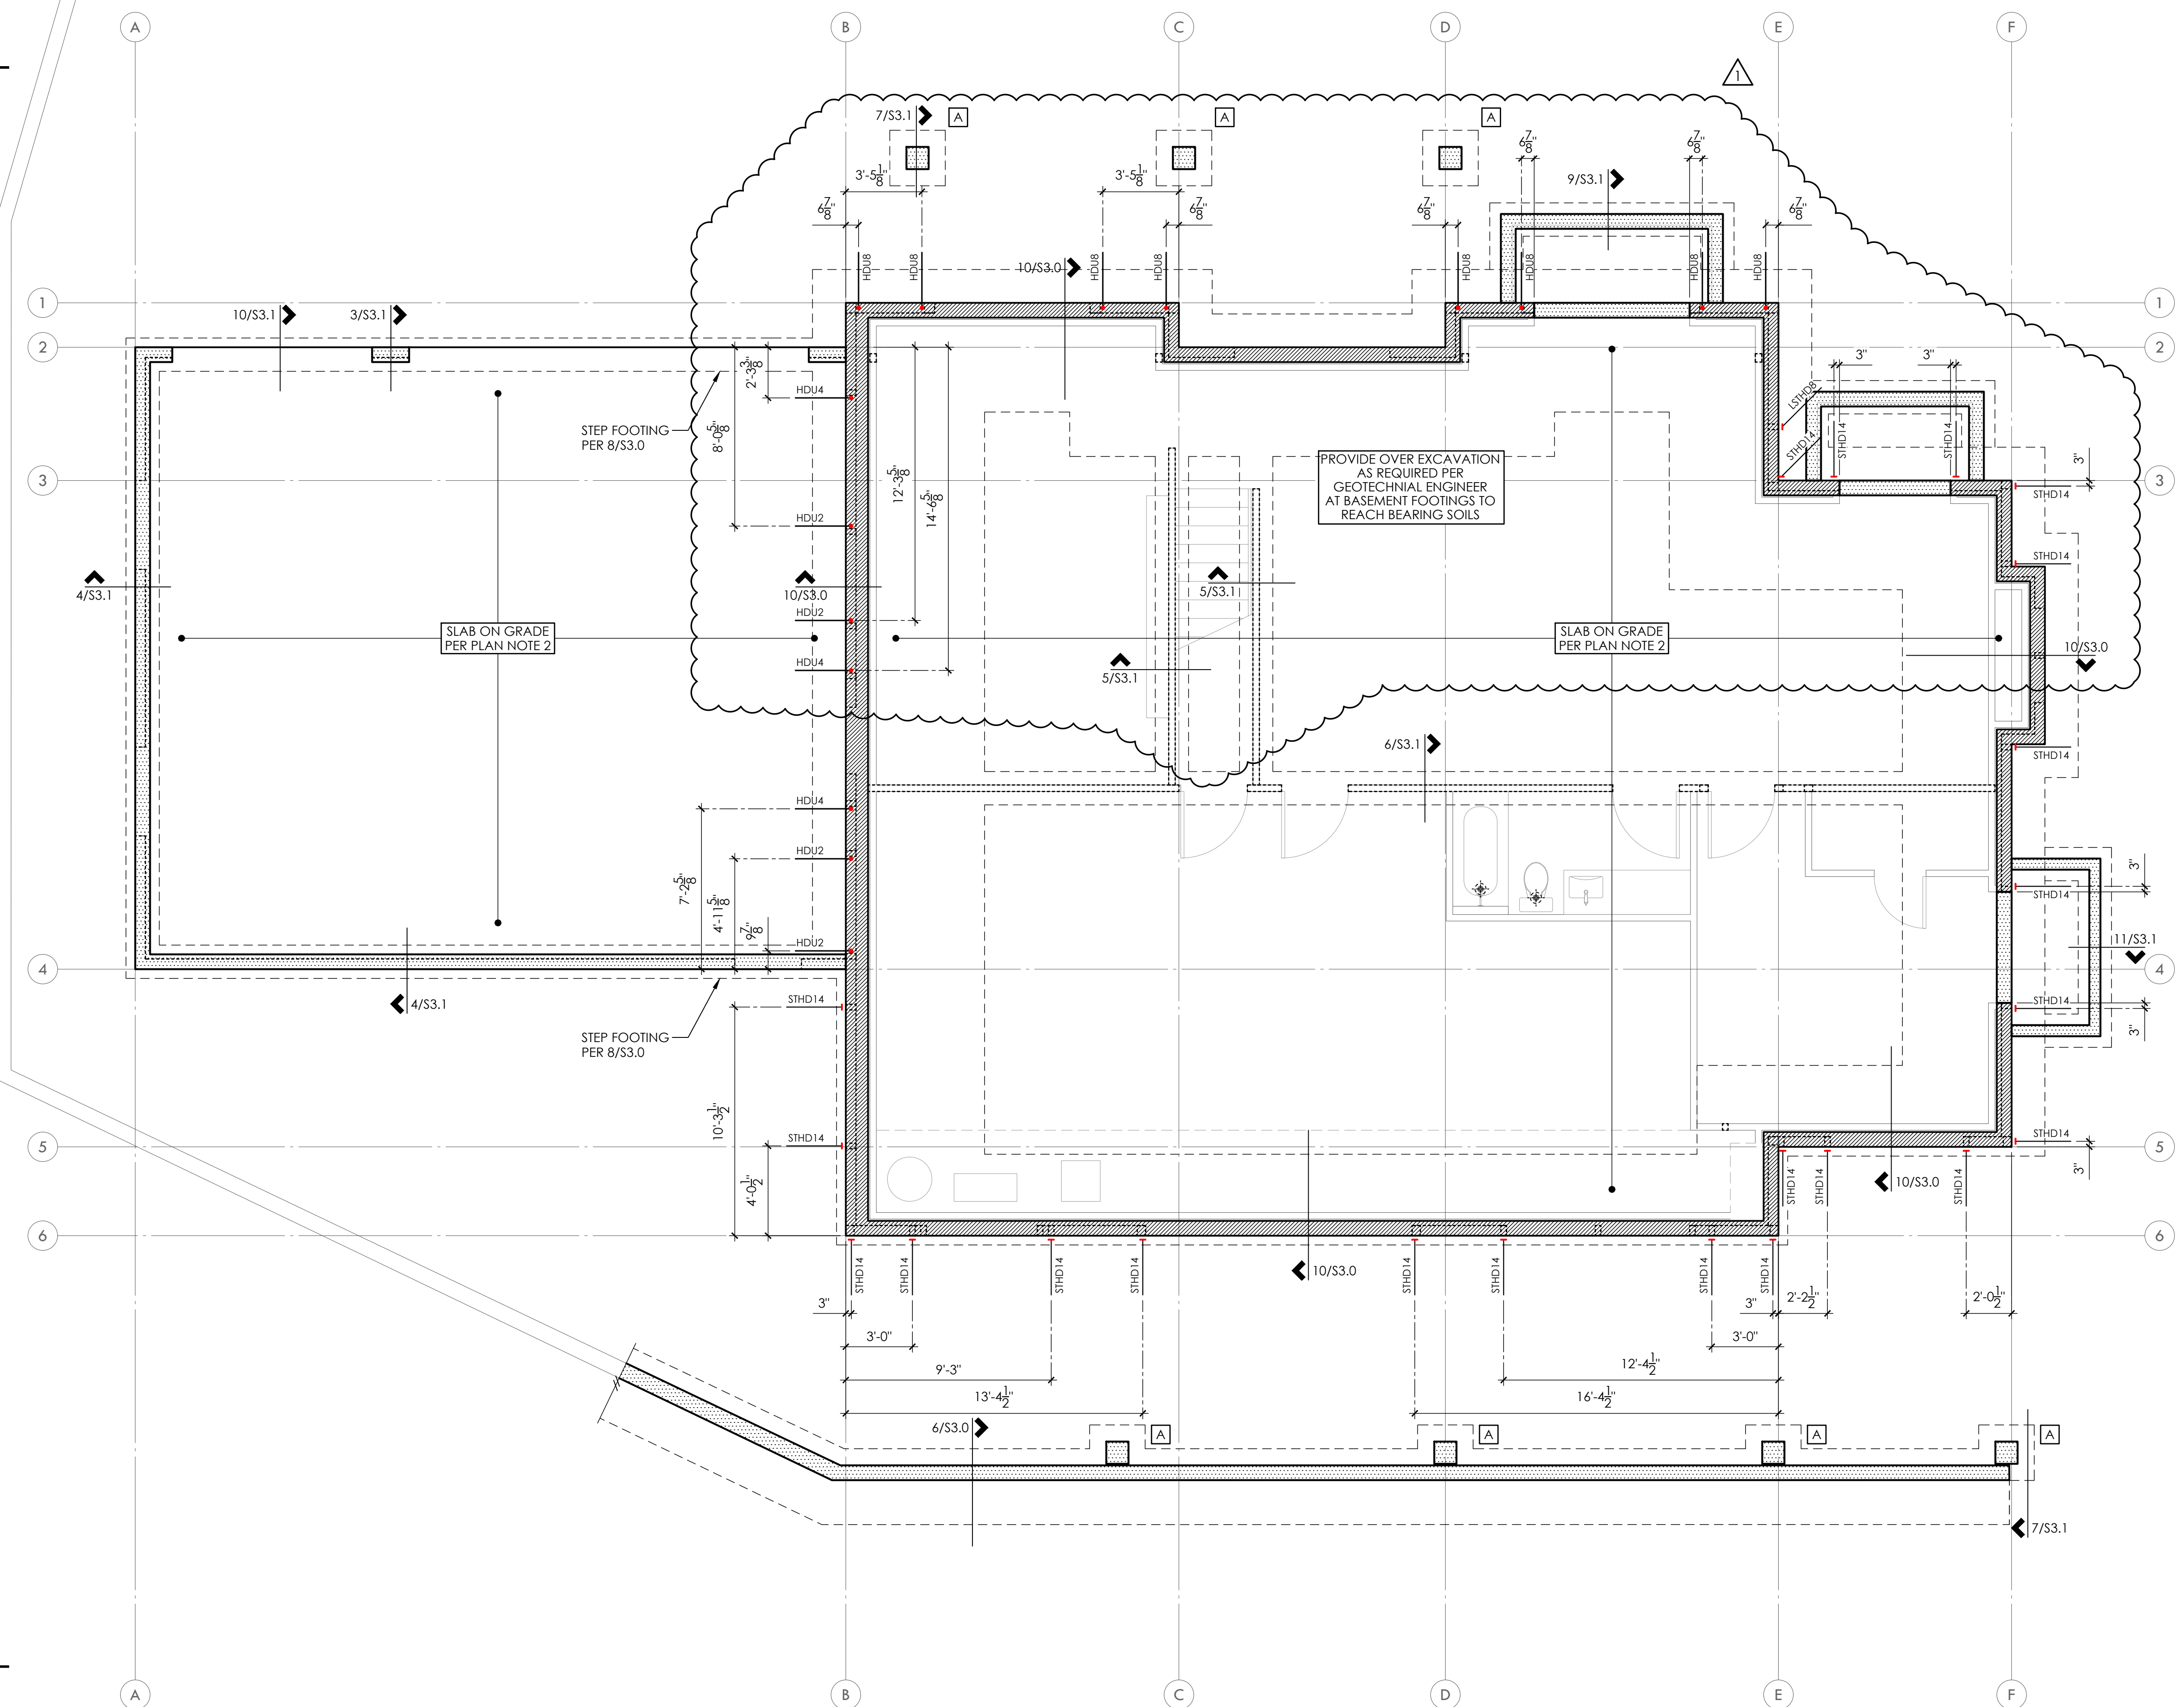 A
B
C
D
E
F
1
7/S3.1
A
A
A
6 7/8"
6 7/8"
3'-5 1/8"
3'-5 1/8"
9/S3.1
6 7/8"
6 7/8"
6 7/8"
6 7/8"
HDU8
HDU8
10/S3.0
HDU8
HDU8
HDU8
HDU8
HDU8
HDU8
1
1
10/S3.1
3/S3.1
2
2
2'-3 3/8"
3"
3"
HDU4
LSTHD8
STEP FOOTING
PER 8/S3.0
8'-0 5/8"
STHD14
STHD14
STHD14
PROVIDE OVER EXCAVATION
AS REQUIRED PER
GEOTECHNIAL ENGINEER
AT BASEMENT FOOTINGS TO
REACH BEARING SOILS
3"
3
3
12'-3 5/8"
14'-6 5/8"
STHD14
HDU2
STHD14
4/S3.1
10/S3.0
5/S3.1
HDU2
SLAB ON GRADE
PER PLAN NOTE 2
SLAB ON GRADE
PER PLAN NOTE 2
10/S3.0
HDU4
5/S3.1
6/S3.1
STHD14
HDU4
HDU2
7'-2 5/8"
4'-11 5/8"
9 7/8"
3"
STHD14
HDU2
11/S3.1
4
4
4/S3.1
STHD14
STHD14
3"
STEP FOOTING
PER 8/S3.0
10'-3 1/2"
STHD14
STHD14
5
5
4'-0 1/2"
3"
STHD14
STHD14
STHD14
10/S3.0
6
6
STHD14
STHD14
STHD14
STHD14
10/S3.0
STHD14
STHD14
STHD14
STHD14
3"
3"
2'-2 1/2"
2'-0 1/2"
3'-0"
3'-0"
9'-3"
12'-4 1/2"
13'-4 1/2"
16'-4 1/2"
6/S3.0
A
A
A
A
7/S3.1
A
B
C
D
E
F